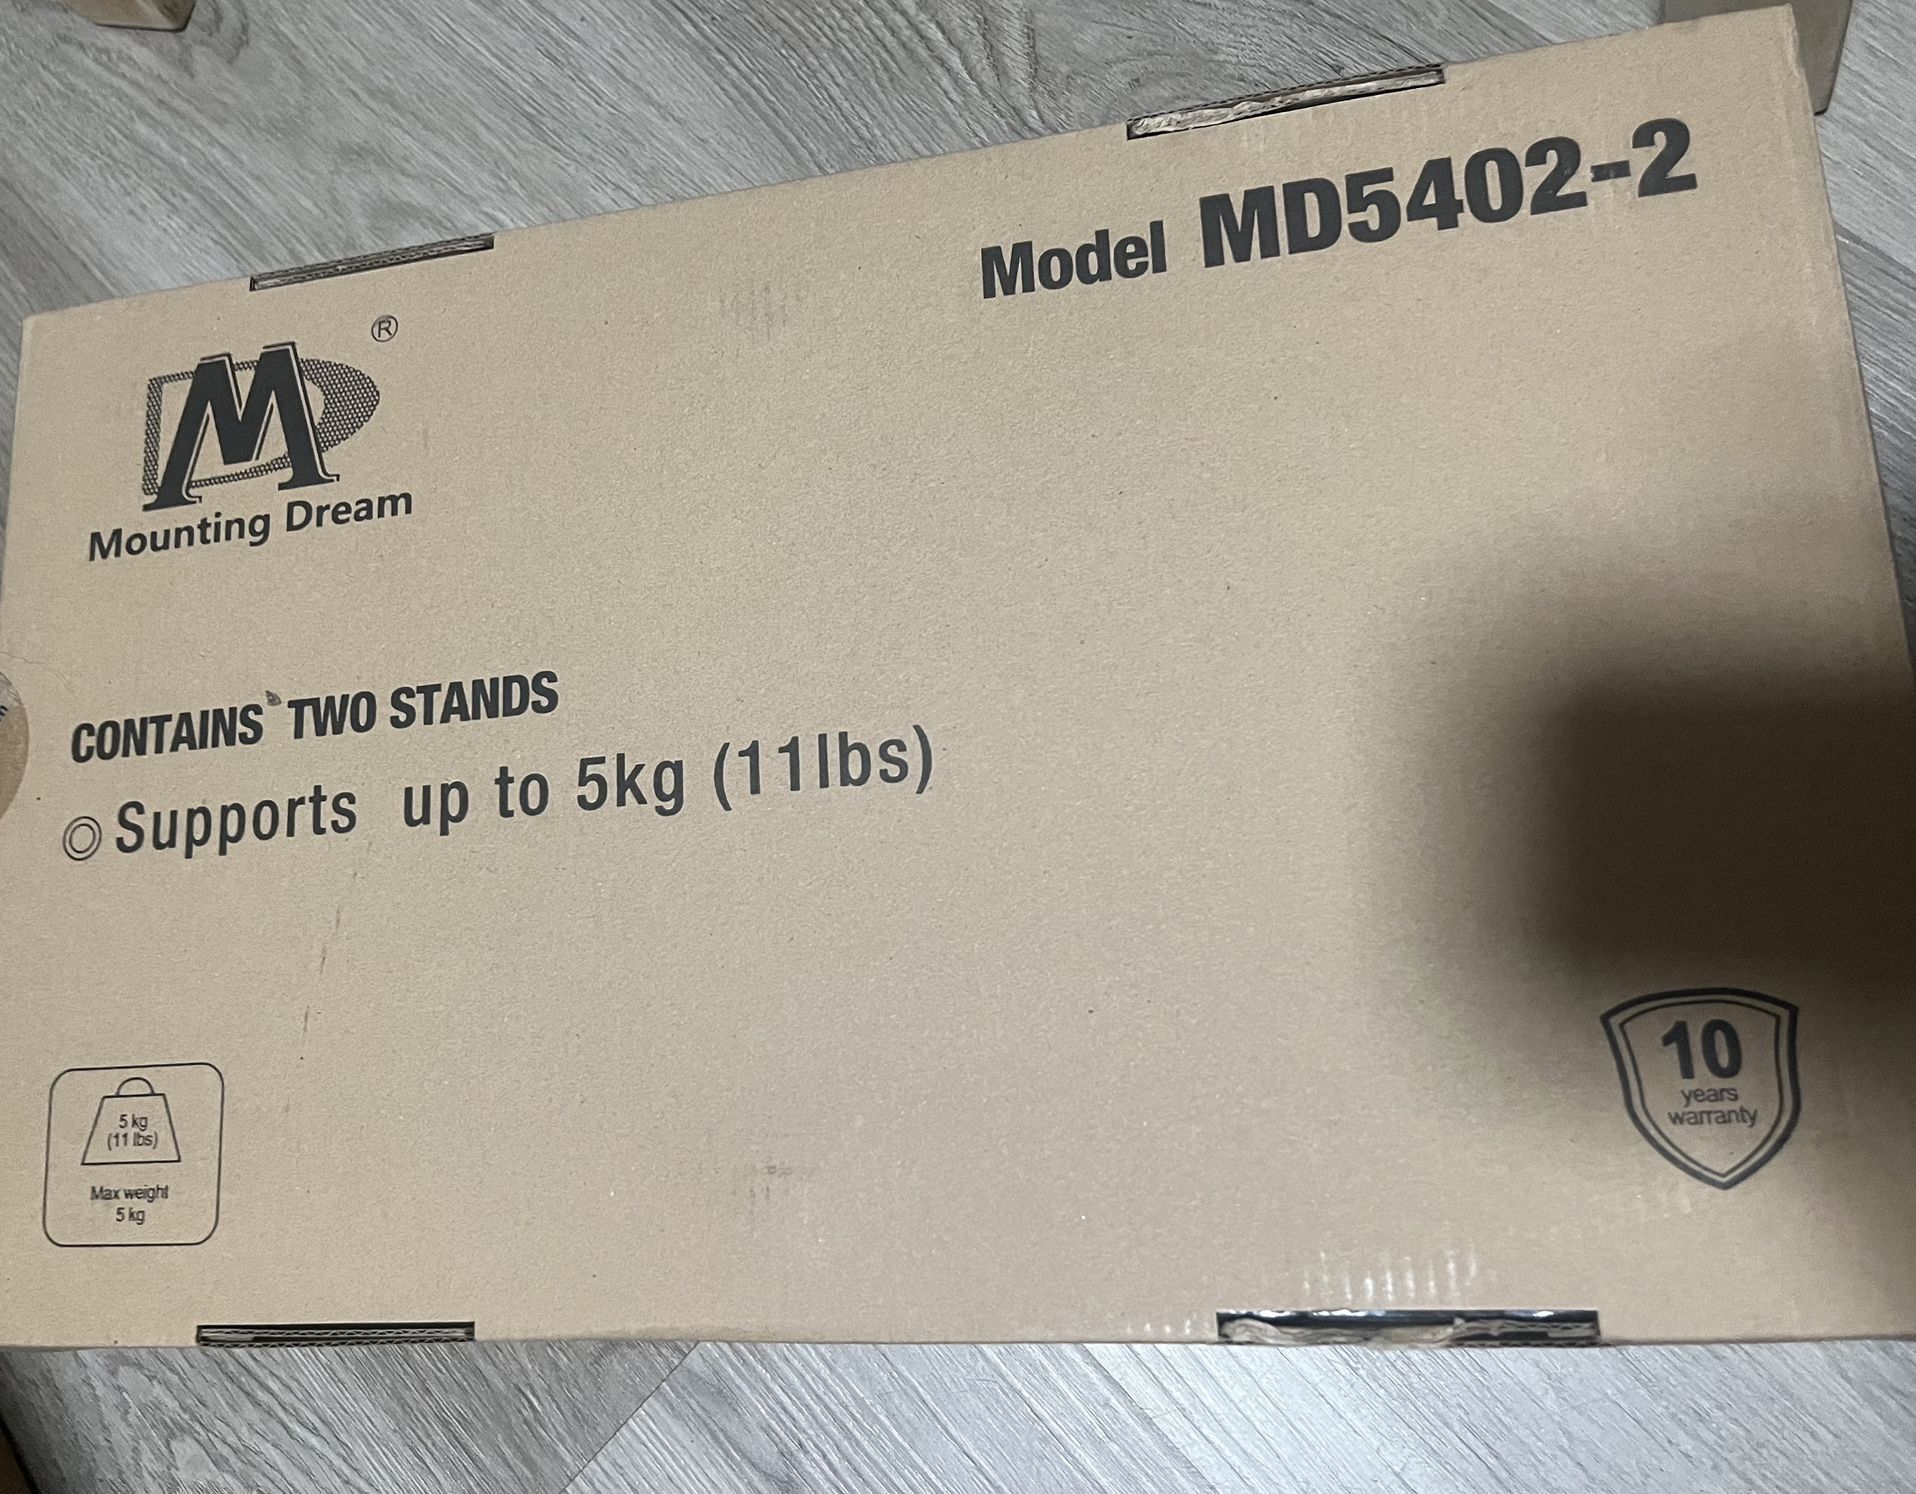 Model MD5402-2
M
®
Mounting Dream
CONTAINS TWO STANDS
Supports up to 5kg (11lbs)
5 kg
(11 lbs)
Max weight
5 kg
10
years
warranty